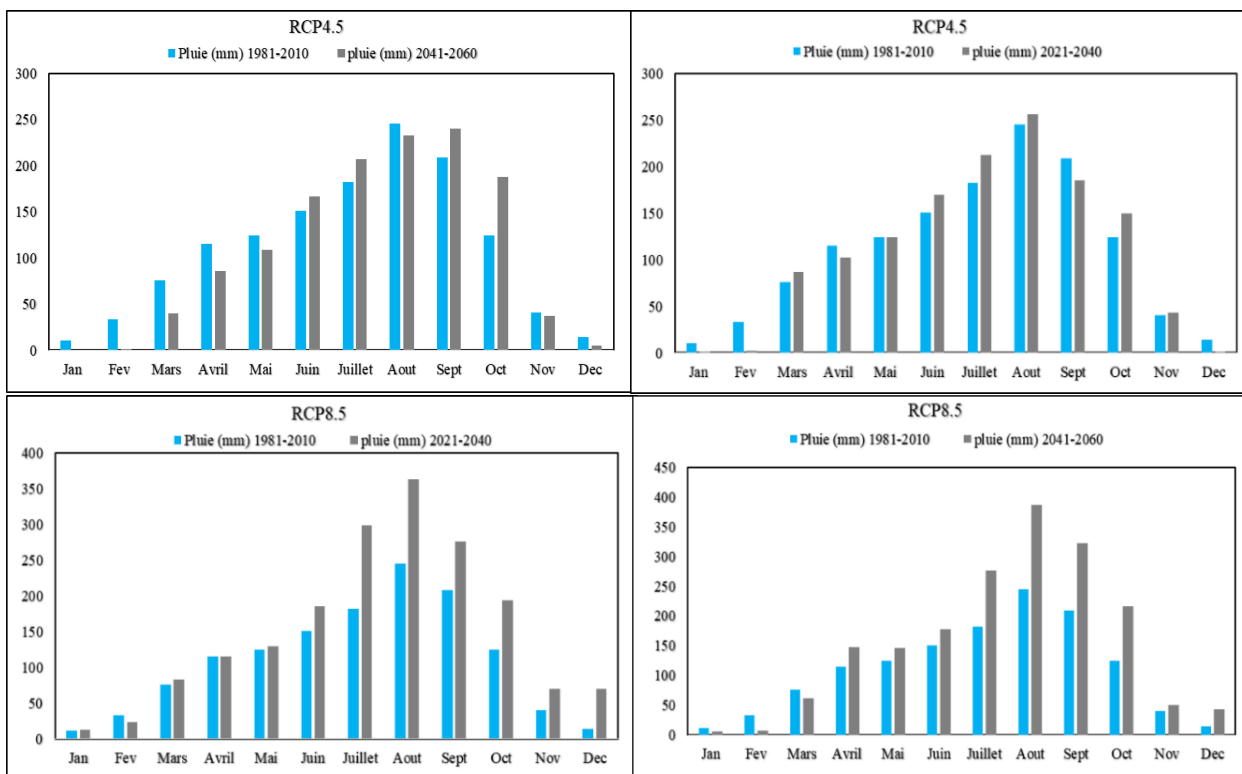 RCP4.5
Pluie (mm) 1981-2010 pluie (mm) 2041-2060
300
250
200
150
100
50
0
Jan Fev Mars Avril Mai Juin Juillet Aout Sept Oct Nov Dec
RCP4.5
Pluie (mm) 1981-2010 pluie (mm) 2021-2040
300
250
200
150
100
50
0
Jan Fev Mars Avril Mai Juin Juillet Aout Sept Oct Nov Dec
RCP8.5
Pluie (mm) 1981-2010 pluie (mm) 2021-2040
400
350
300
250
200
150
100
50
0
Jan Fev Mars Avril Mai Juin Juillet Aout Sept Oct Nov Dec
RCP8.5
Pluie (mm) 1981-2010 pluie (mm) 2041-2060
450
400
350
300
250
200
150
100
50
0
Jan Fev Mars Avril Mai Juin Juillet Aout Sept Oct Nov Dec